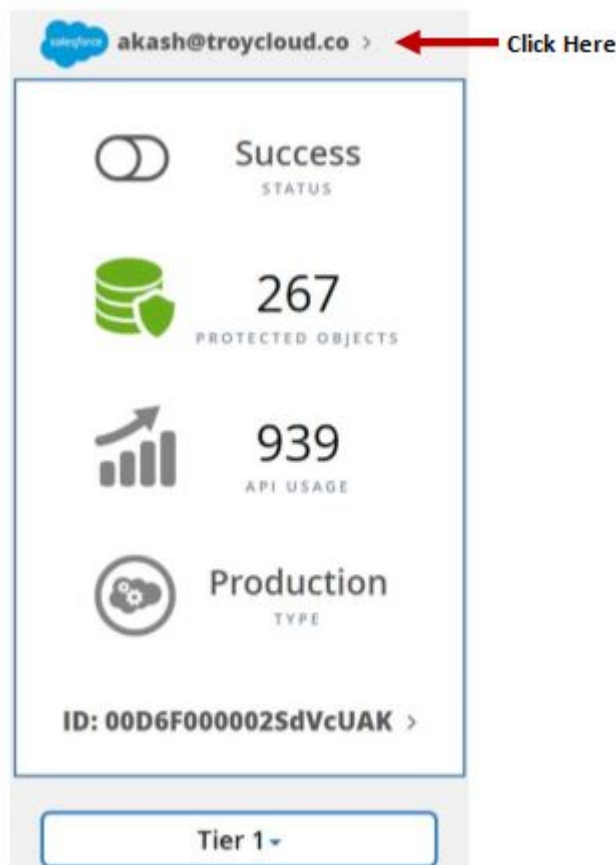 salesforce akash@troycloud.co >
Click Here
Success
STATUS
267
PROTECTED OBJECTS
939
API USAGE
Production
TYPE
ID: 00D6F000002SdVcUAK >
Tier 1